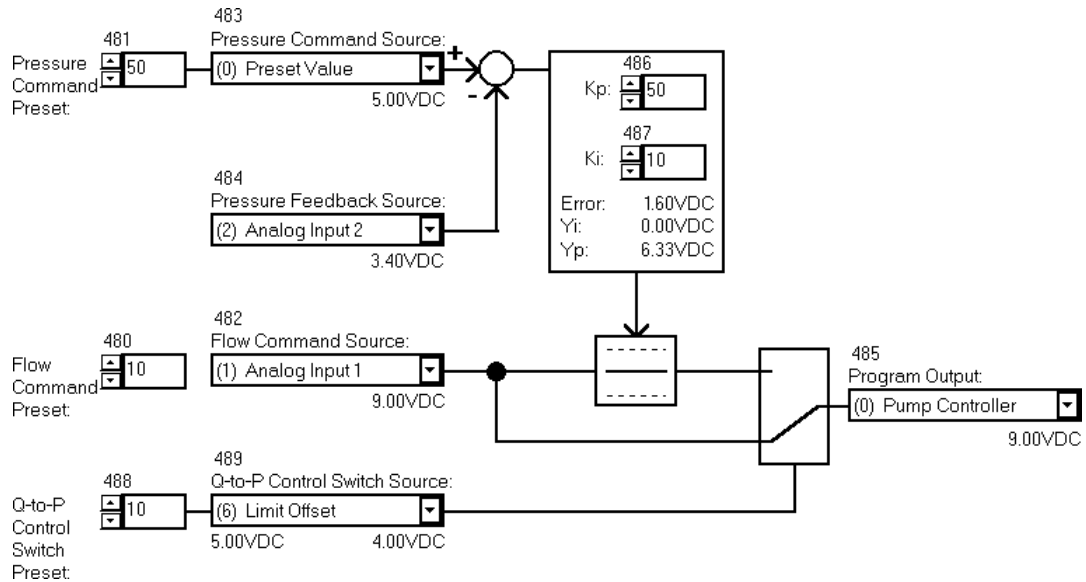 483
481
Pressure Command Source:
Pressure
Command
Preset:
50
(0) Preset Value
+
-
5.00VDC
486
Kp:
50
487
Ki:
10
Error: 1.60VDC
Yi: 0.00VDC
Yp: 6.33VDC
484
Pressure Feedback Source:
(2) Analog Input 2
3.40VDC
482
480
Flow Command Source:
Flow
Command
Preset:
10
(1) Analog Input 1
9.00VDC
485
Program Output:
(0) Pump Controller
9.00VDC
489
488
Q-to-P Control Switch Source:
Q-to-P
Control
Switch
Preset:
10
(6) Limit Offset
5.00VDC 4.00VDC